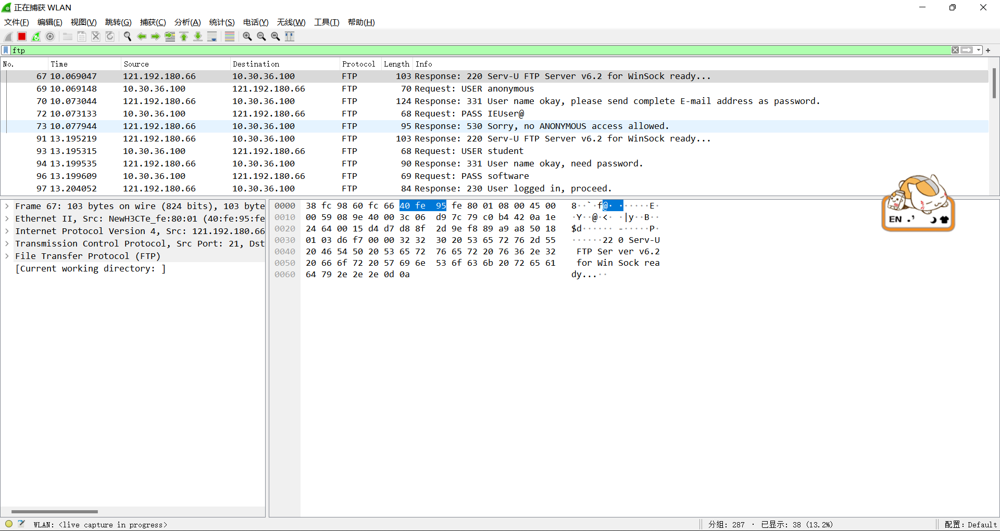 正在捕获 WLAN
文件(F) 编辑(E) 视图(V) 跳转(G) 捕获(C) 分析(A) 统计(S) 电话(Y) 无线(W) 工具(T) 帮助(H)
ftp
No. Time Source Destination Protocol Length Info
67 10.069047 121.192.180.66 10.30.36.100 FTP 103 Response: 220 Serv-U FTP Server v6.2 for WinSock ready...
69 10.069148 10.30.36.100 121.192.180.66 FTP 70 Request: USER anonymous
70 10.073044 121.192.180.66 10.30.36.100 FTP 124 Response: 331 User name okay, please send complete E-mail address as password.
72 10.073133 10.30.36.100 121.192.180.66 FTP 68 Request: PASS IEUser@
73 10.077944 121.192.180.66 10.30.36.100 FTP 95 Response: 530 Sorry, no ANONYMOUS access allowed.
91 13.195219 121.192.180.66 10.30.36.100 FTP 103 Response: 220 Serv-U FTP Server v6.2 for WinSock ready...
93 13.195315 10.30.36.100 121.192.180.66 FTP 68 Request: USER student
94 13.199535 121.192.180.66 10.30.36.100 FTP 90 Response: 331 User name okay, need password.
96 13.199609 10.30.36.100 121.192.180.66 FTP 69 Request: PASS software
97 13.204052 121.192.180.66 10.30.36.100 FTP 84 Response: 230 User logged in, proceed.
EN
Frame 67: 103 bytes on wire (824 bits), 103 byte
Ethernet II, Src: NewH3CTe_fe:80:01 (40:fe:95:fe
Internet Protocol Version 4, Src: 121.192.180.66
Transmission Control Protocol, Src Port: 21, Dst
File Transfer Protocol (FTP)
[Current working directory: ]
0000 38 fc 98 60 fc 66 40 fe 95 fe 80 01 08 00 45 00 8··`·f@· ······E·
0010 00 59 08 9e 40 00 3c 06 d9 7c 79 c0 b4 42 0a 1e ·Y··@·<· ·|y··B··
0020 24 64 00 15 d4 d7 d8 8f 2d 9e f8 89 a9 a8 50 18 $d······ -·····P·
0030 01 03 d6 f7 00 00 32 32 30 20 53 65 72 76 2d 55 ······22 0 Serv-U
0040 20 46 54 50 20 53 65 72 76 65 72 20 76 36 2e 32 FTP Ser ver v6.2
0050 20 66 6f 72 20 57 69 6e 53 6f 63 6b 20 72 65 61 for Win Sock rea
0060 64 79 2e 2e 2e 0d 0a dy...··
WLAN: <live capture in progress>
分组: 287 · 已显示: 38 (13.2%)
配置: Default